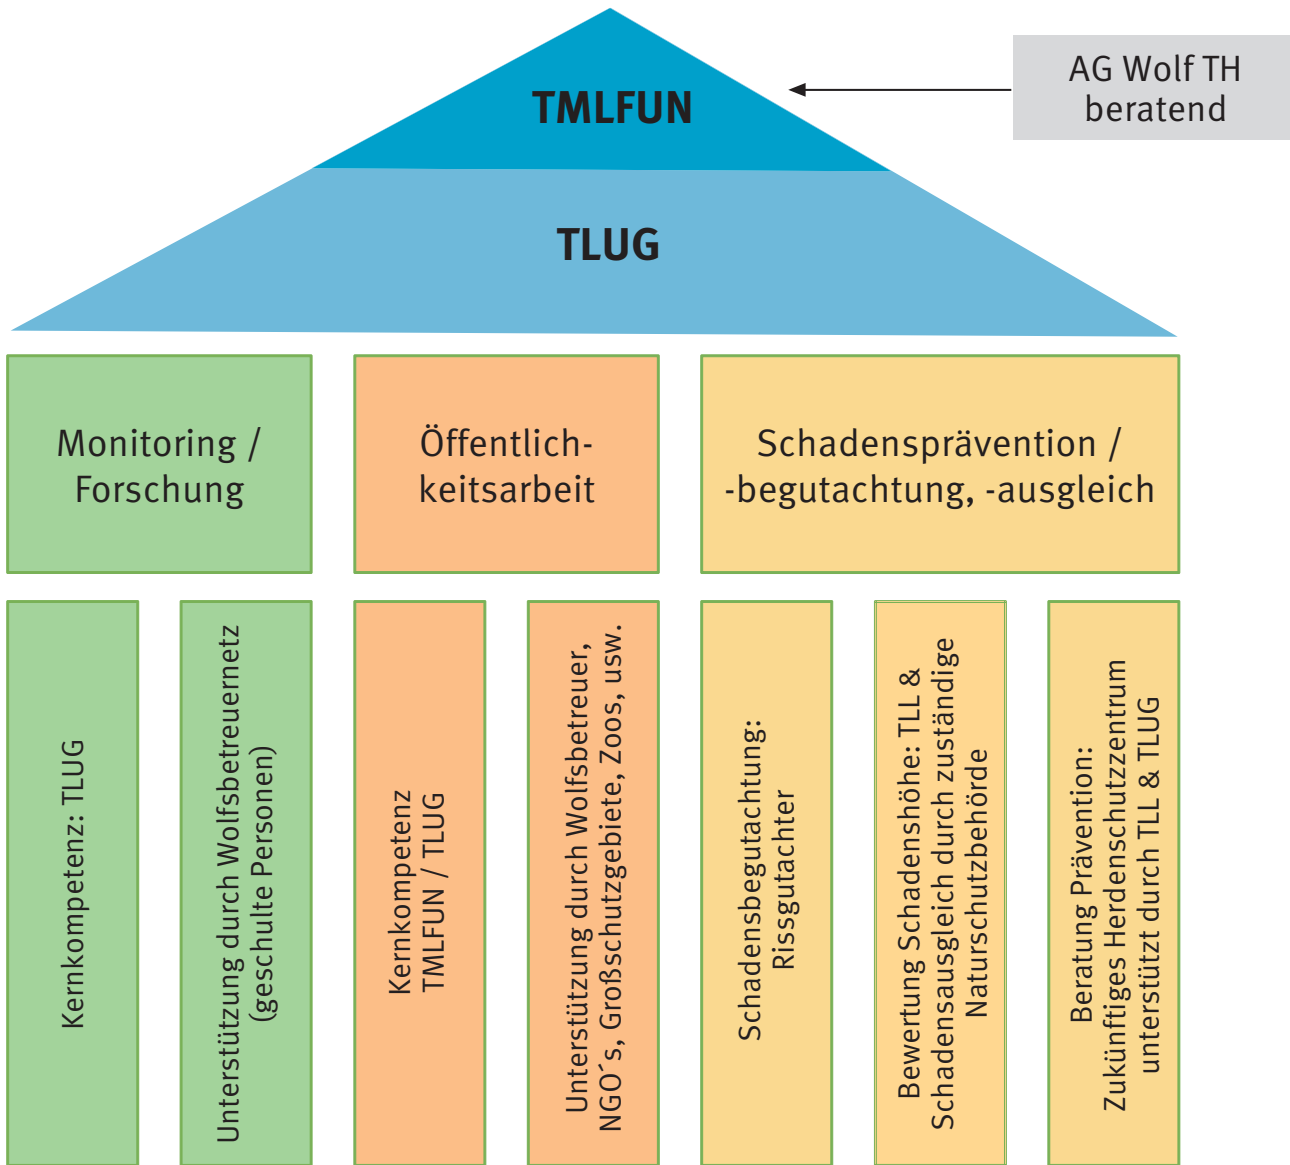 TMLFUN
AG Wolf TH
beratend
TLUG
Monitoring /
Forschung
Öffentlich-
keitsarbeit
Schadensprävention /
-begutachtung, -ausgleich
Kernkompetenz: TLUG
Unterstützung durch Wolfsbetreuernetz
(geschulte Personen)
Kernkompetenz
TMLFUN / TLUG
Unterstützung durch Wolfsbetreuer,
NGO´s, Großschutzgebiete, Zoos, usw.
Schadensbegutachtung:
Rissgutachter
Bewertung Schadenshöhe: TLL &
Schadensausgleich durch zuständige
Naturschutzbehörde
Beratung Prävention:
Zukünftiges Herdenschutzzentrum
unterstützt durch TLL & TLUG